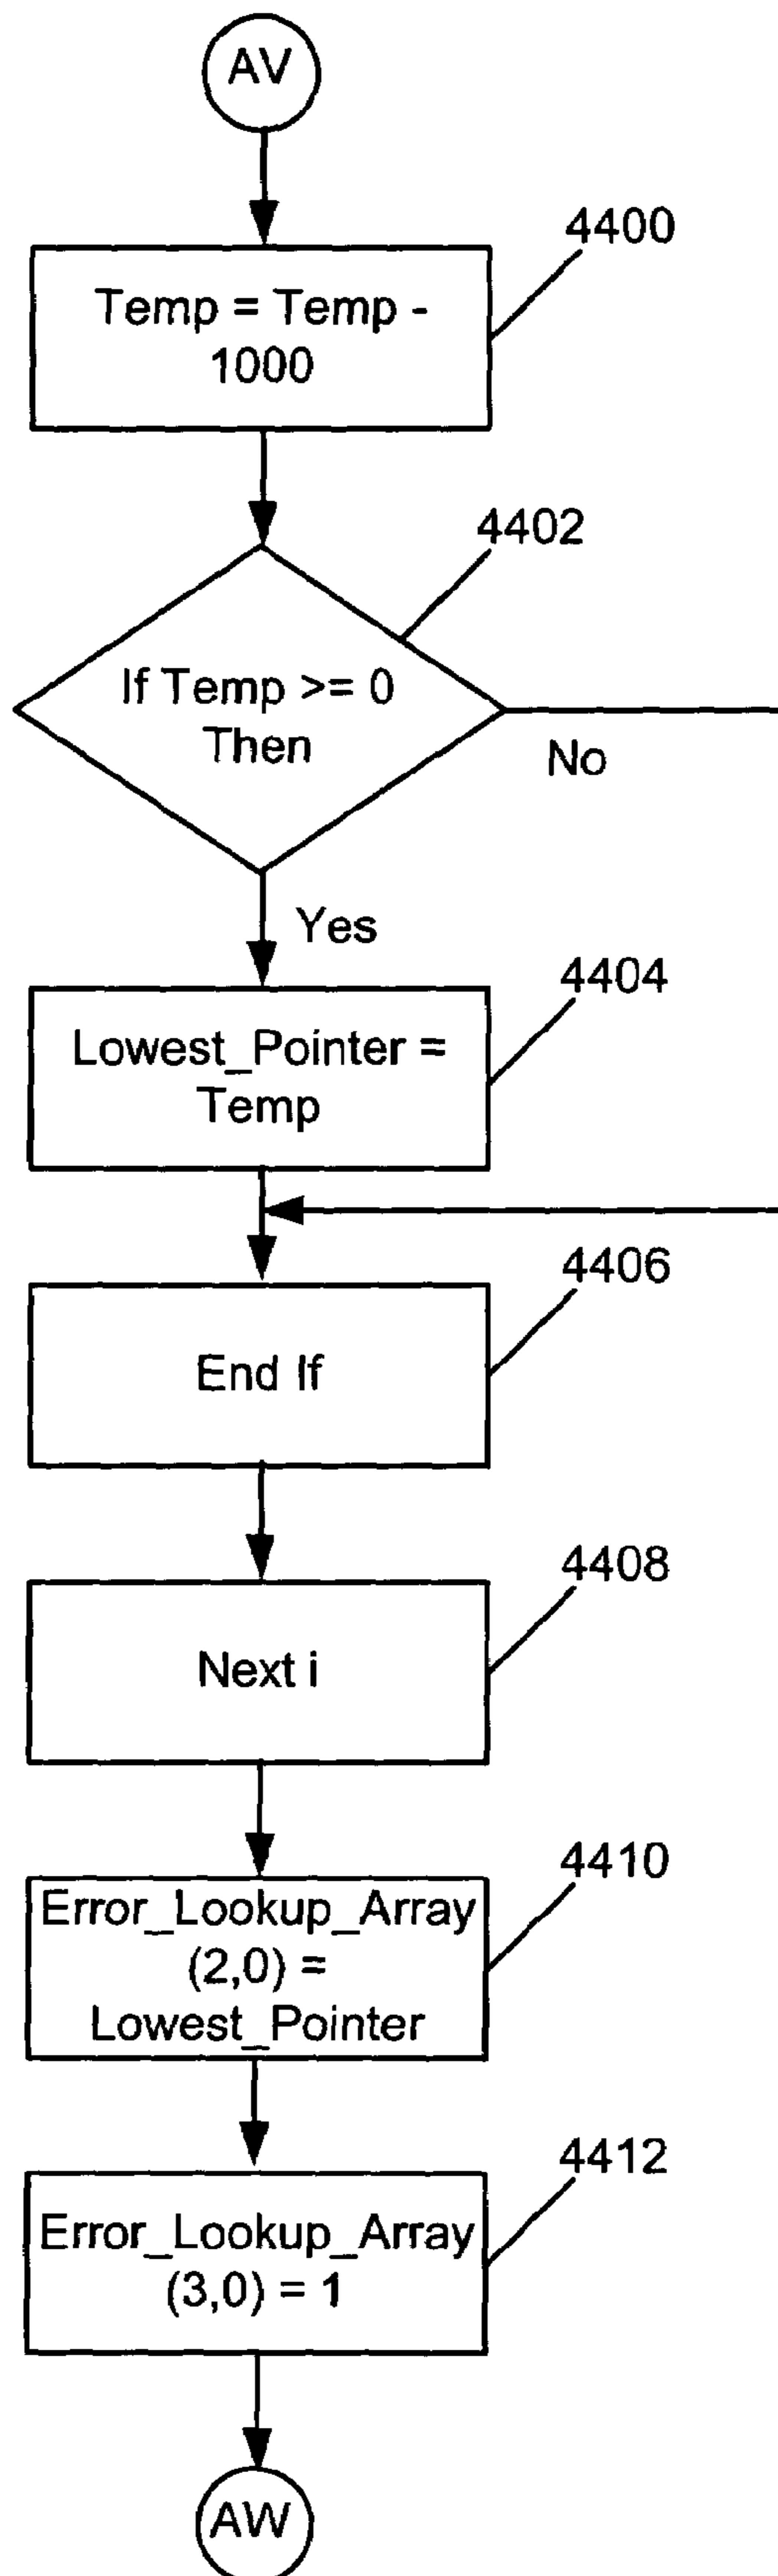 AV
4400
Temp = Temp -
1000
4402
If Temp >= 0
Then
No
Yes
4404
Lowest_Pointer =
Temp
4406
End If
4408
Next i
4410
Error_Lookup_Array
(2,0) =
Lowest_Pointer
4412
Error_Lookup_Array
(3,0) = 1
AW